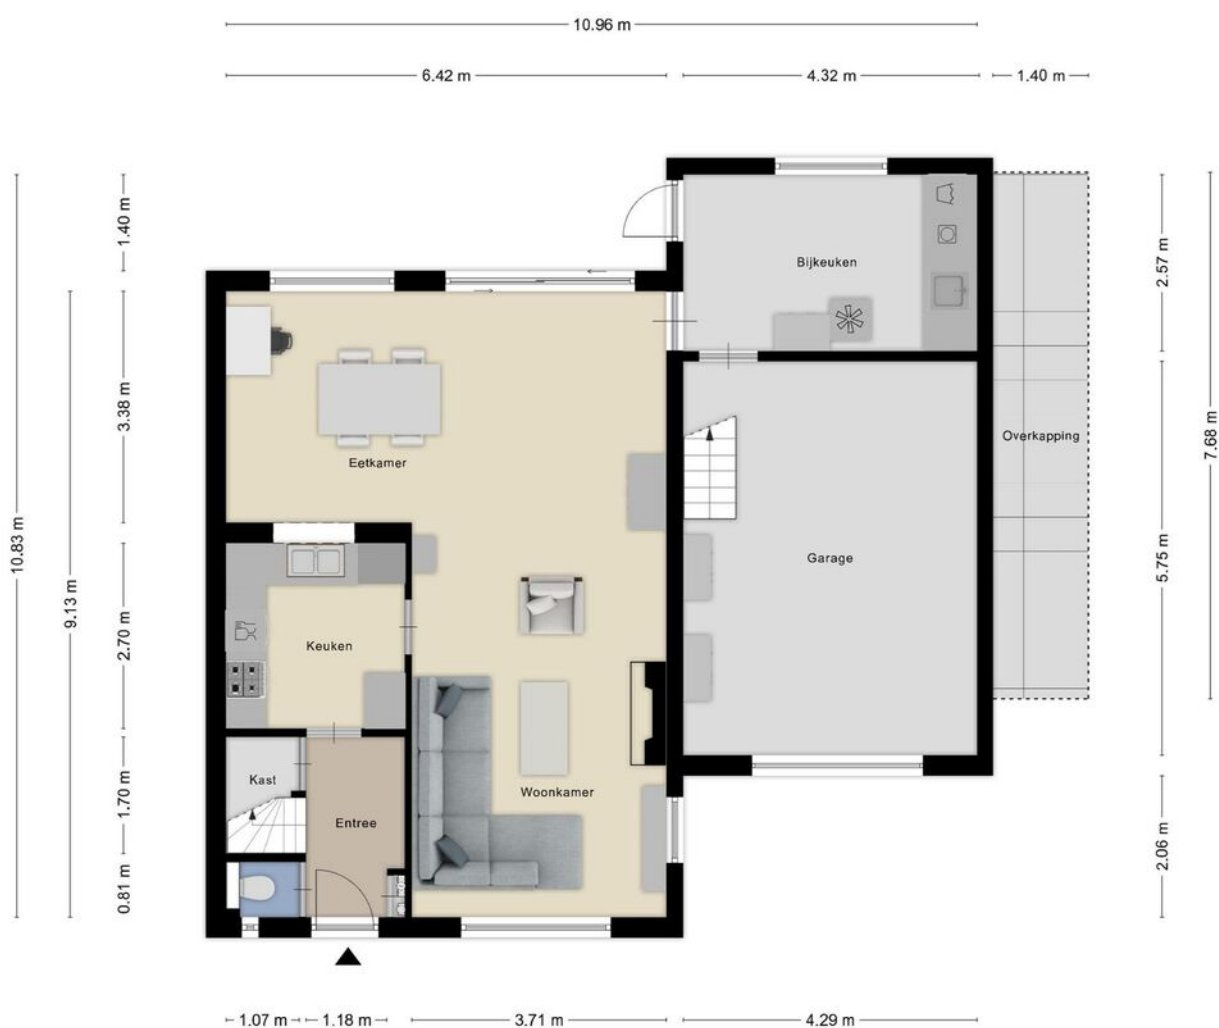 10.96 m
6.42 m
4.32 m
1.40 m
1.40 m
2.57 m
Bijkeuken
3.38 m
Eetkamer
Overkapping
7.68 m
10.83 m
9.13 m
Garage
5.75 m
2.70 m
Keuken
Kast
Woonkamer
1.70 m
Entree
2.06 m
0.81 m
1.07 m
1.18 m
3.71 m
4.29 m